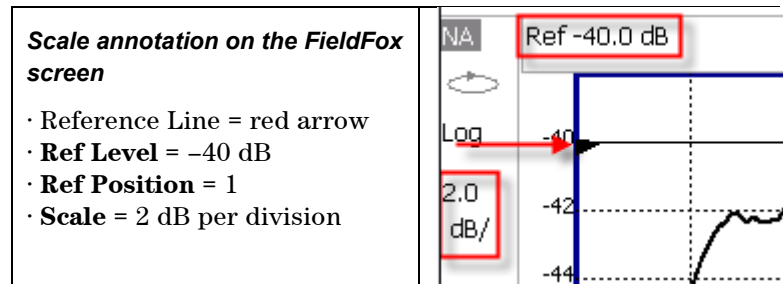 Scale annotation on the FieldFox
screen
· Reference Line = red arrow
· Ref Level = −40 dB
· Ref Position = 1
· Scale = 2 dB per division
NA
Ref -40.0 dB
Log
-40
2.0
dB/
-42
-44